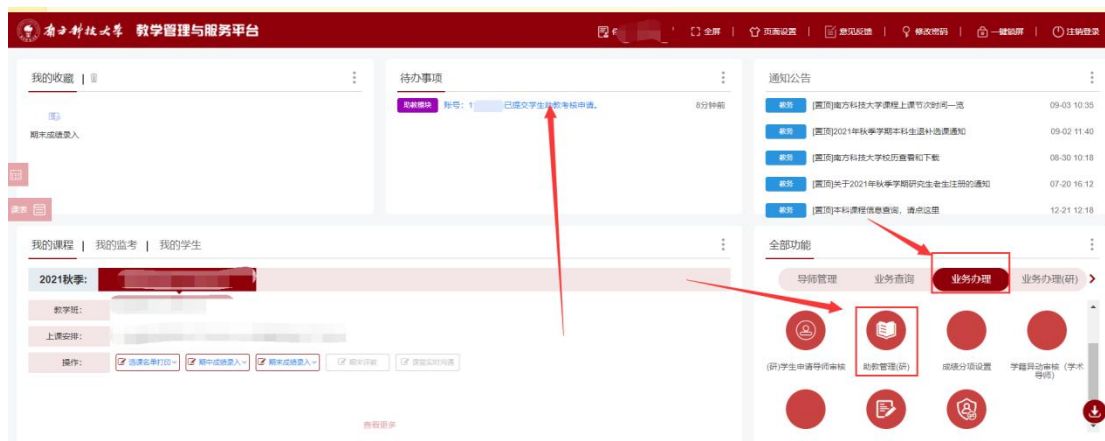 南方科技大学 教学管理与服务平台
全屏 | 页面设置 | 意见反馈 | 修改密码 | 一键锁屏 | 注销登录
我的收藏 |
期末成绩录入
课表
待办事项
助教模块 账号：1 已提交学生助教考核申请。 8分钟前
通知公告
教务 [置顶]南方科技大学课程上课节次时间一览 09-03 10:35
教务 [置顶]2021年秋季学期本科生退补选课通知 09-02 11:40
教务 [置顶]南方科技大学校历查看和下载 08-30 10:18
教务 [置顶]关于2021年秋季学期研究生老生注册的通知 07-20 16:12
教务 [置顶]本科课程信息查询，请点这里 12-21 12:18
我的课程 | 我的监考 | 我的学生
2021秋季:
教学班:
上课安排:
操作: 选课名单打印 期中成绩录入 期末成绩录入 期末评教 课堂实时沟通
查看更多
全部功能
导师管理 业务查询 业务办理 业务办理(研)
(研)学生申请导师审核 助教管理(研) 成绩分项设置 学籍异动审核（学术
导师）